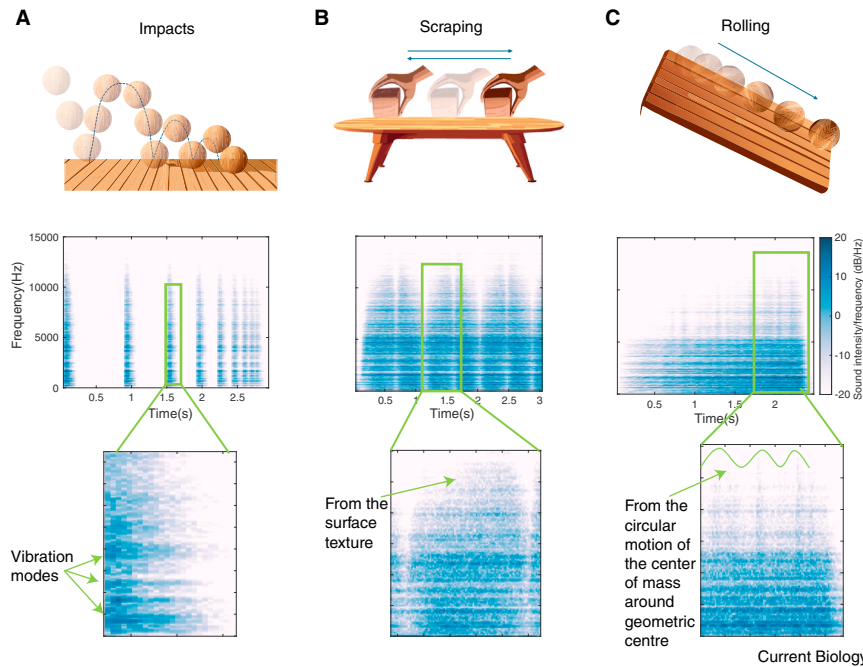 A
Impacts
B
Scraping
C
Rolling
15000
10000
5000
0
Frequency(Hz)
0.5
1
1.5
2
2.5
Time(s)
0.5
1
1.5
2
2.5
3
Time(s)
0.5
1
1.5
2
Time(s)
20
10
0
-10
-20
Sound intensity/frequency (dB/Hz)
Vibration
modes
From the
surface
texture
From the
circular
motion of
the center
of mass
around
geometric
centre
Current Biology